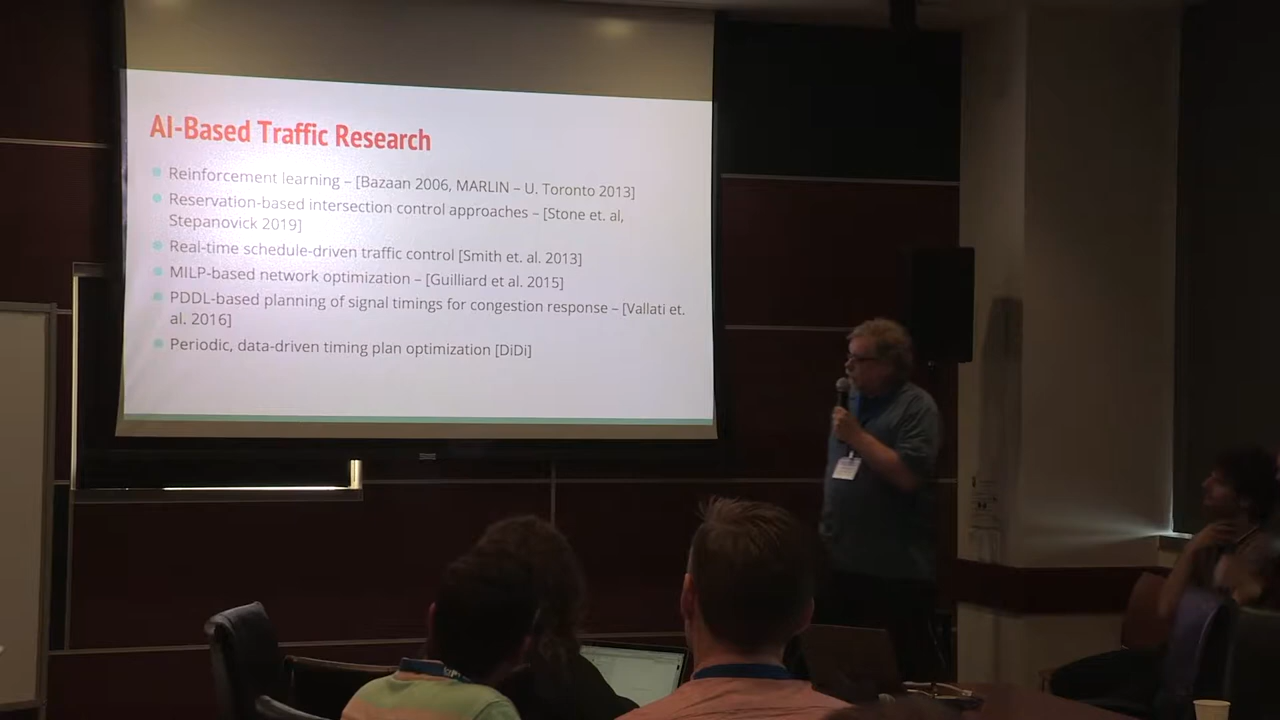 AI-Based Traffic Research
Reinforcement learning – [Bazaan 2006, MARLIN – U. Toronto 2013]
Reservation-based intersection control approaches – [Stone et. al,
Stepanovick 2019]
Real-time schedule-driven traffic control [Smith et. al. 2013]
MILP-based network optimization – [Guilliard et al. 2015]
PDDL-based planning of signal timings for congestion response – [Vallati et.
al. 2016]
Periodic, data-driven timing plan optimization [DiDi]